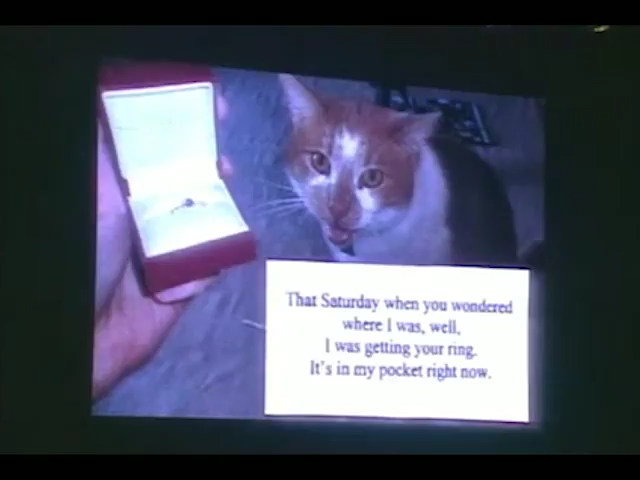 That Saturday when you wondered
where I was, well,
I was getting your ring.
It's in my pocket right now.